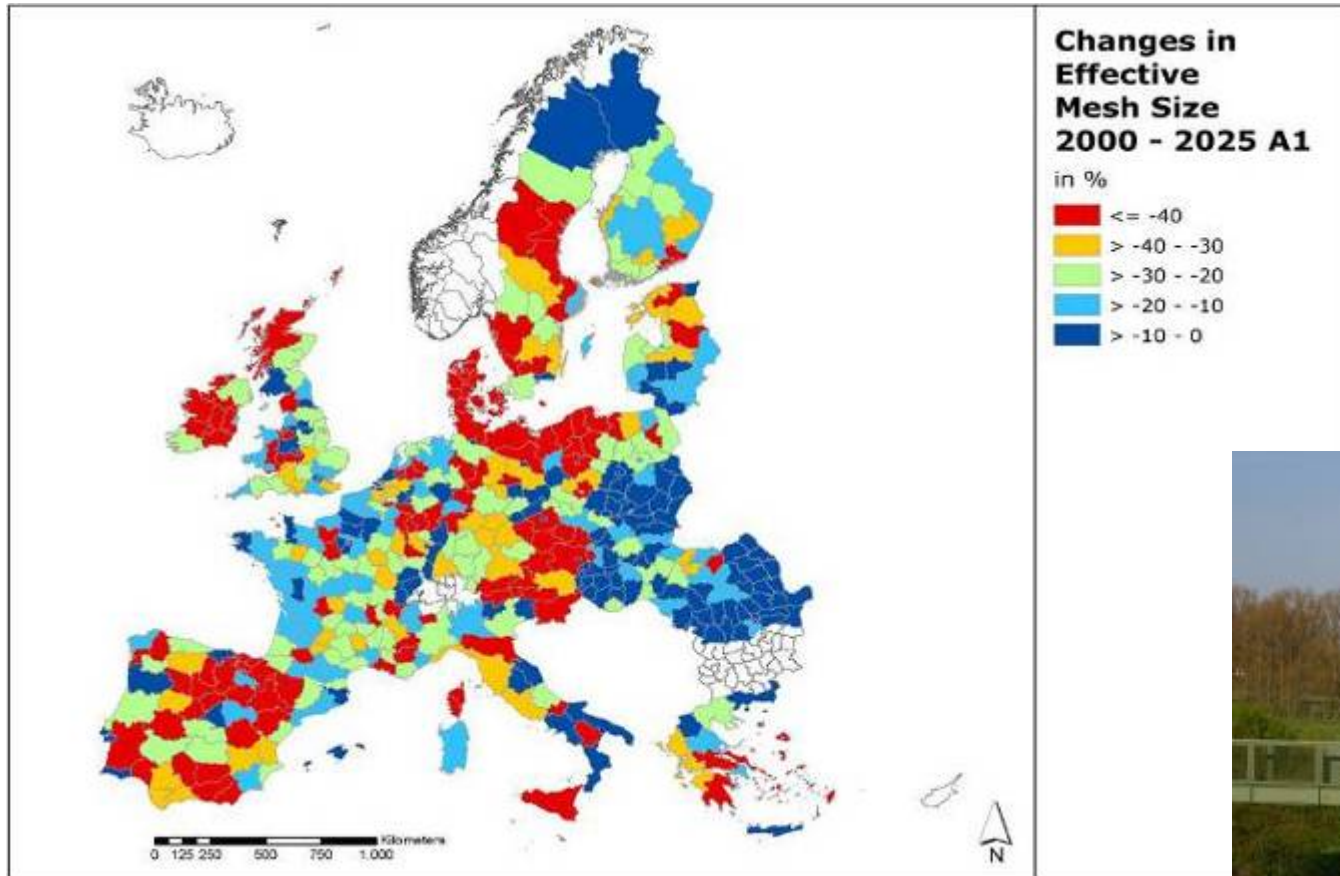 Changes in
Effective
Mesh Size
2000 - 2025 A1
in %
<= -40
> -40 - -30
> -30 - -20
> -20 - -10
> -10 - 0
Kilometers
0 125 250 500 750 1.000
N